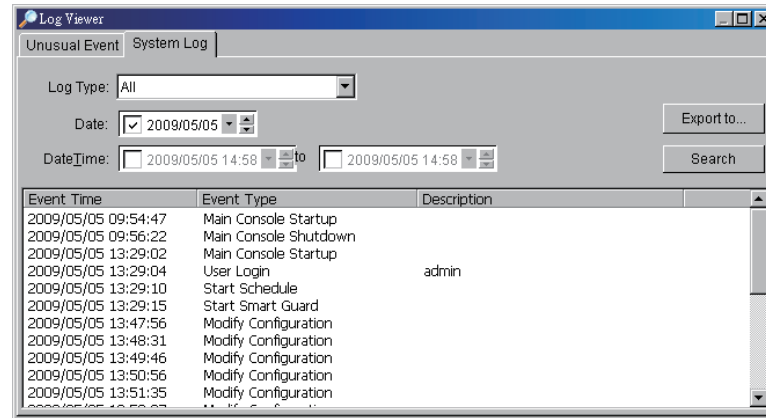 Log Viewer
Unusual Event System Log
Log Type: All
Date: 2009/05/05
Export to...
DateTime: 2009/05/05 14:58 to 2009/05/05 14:58
Search
Event Time Event Type Description
2009/05/05 09:54:47 Main Console Startup
2009/05/05 09:56:22 Main Console Shutdown
2009/05/05 13:29:02 Main Console Startup
2009/05/05 13:29:04 User Login admin
2009/05/05 13:29:10 Start Schedule
2009/05/05 13:29:15 Start Smart Guard
2009/05/05 13:47:56 Modify Configuration
2009/05/05 13:48:31 Modify Configuration
2009/05/05 13:49:46 Modify Configuration
2009/05/05 13:50:56 Modify Configuration
2009/05/05 13:51:35 Modify Configuration